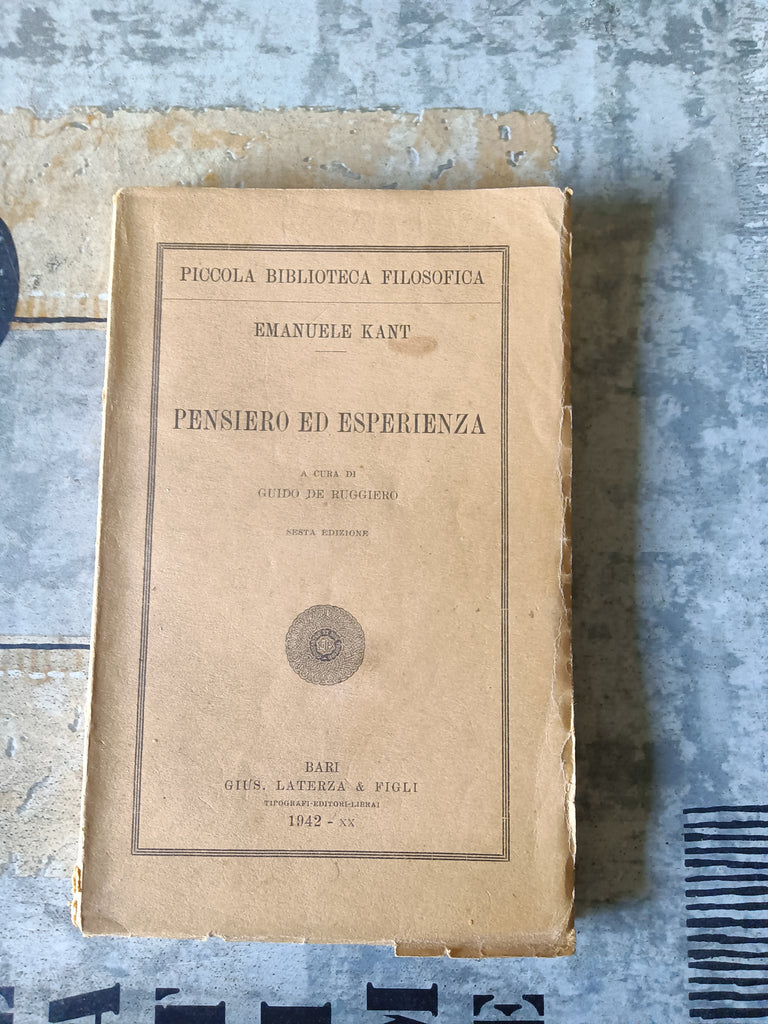 PICCOLA BIBLIOTECA FILOSOFICA
EMANUELE KANT
PENSIERO ED ESPERIENZA
A CURA DI
GUIDO DE RUGGIERO
SESTA EDIZIONE
BARI
GIUS. LATERZA & FIGLI
TIPOGRAFI-EDITORI-LIBRAI
1942 - XX